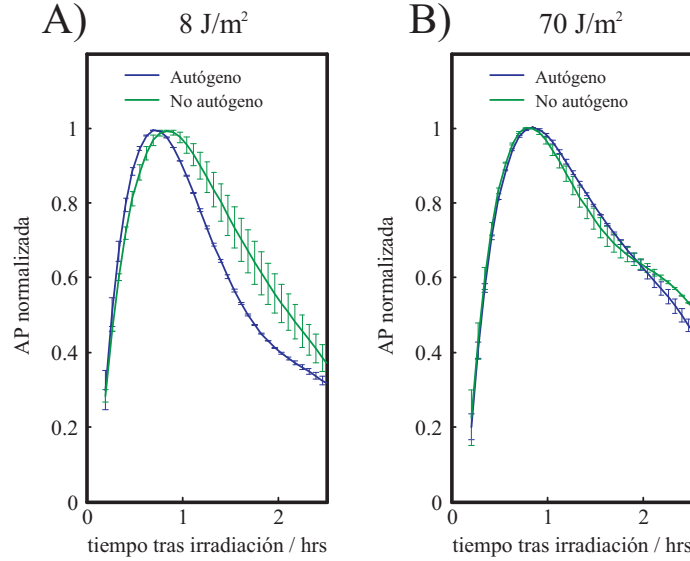 A)
8 J/m²
Autógeno
No autógeno
AP normalizada
1
0.8
0.6
0.4
0.2
0
0
1
2
tiempo tras irradiación / hrs
B)
70 J/m²
Autógeno
No autógeno
AP normalizada
1
0.8
0.6
0.4
0.2
0
0
1
2
tiempo tras irradiación / hrs